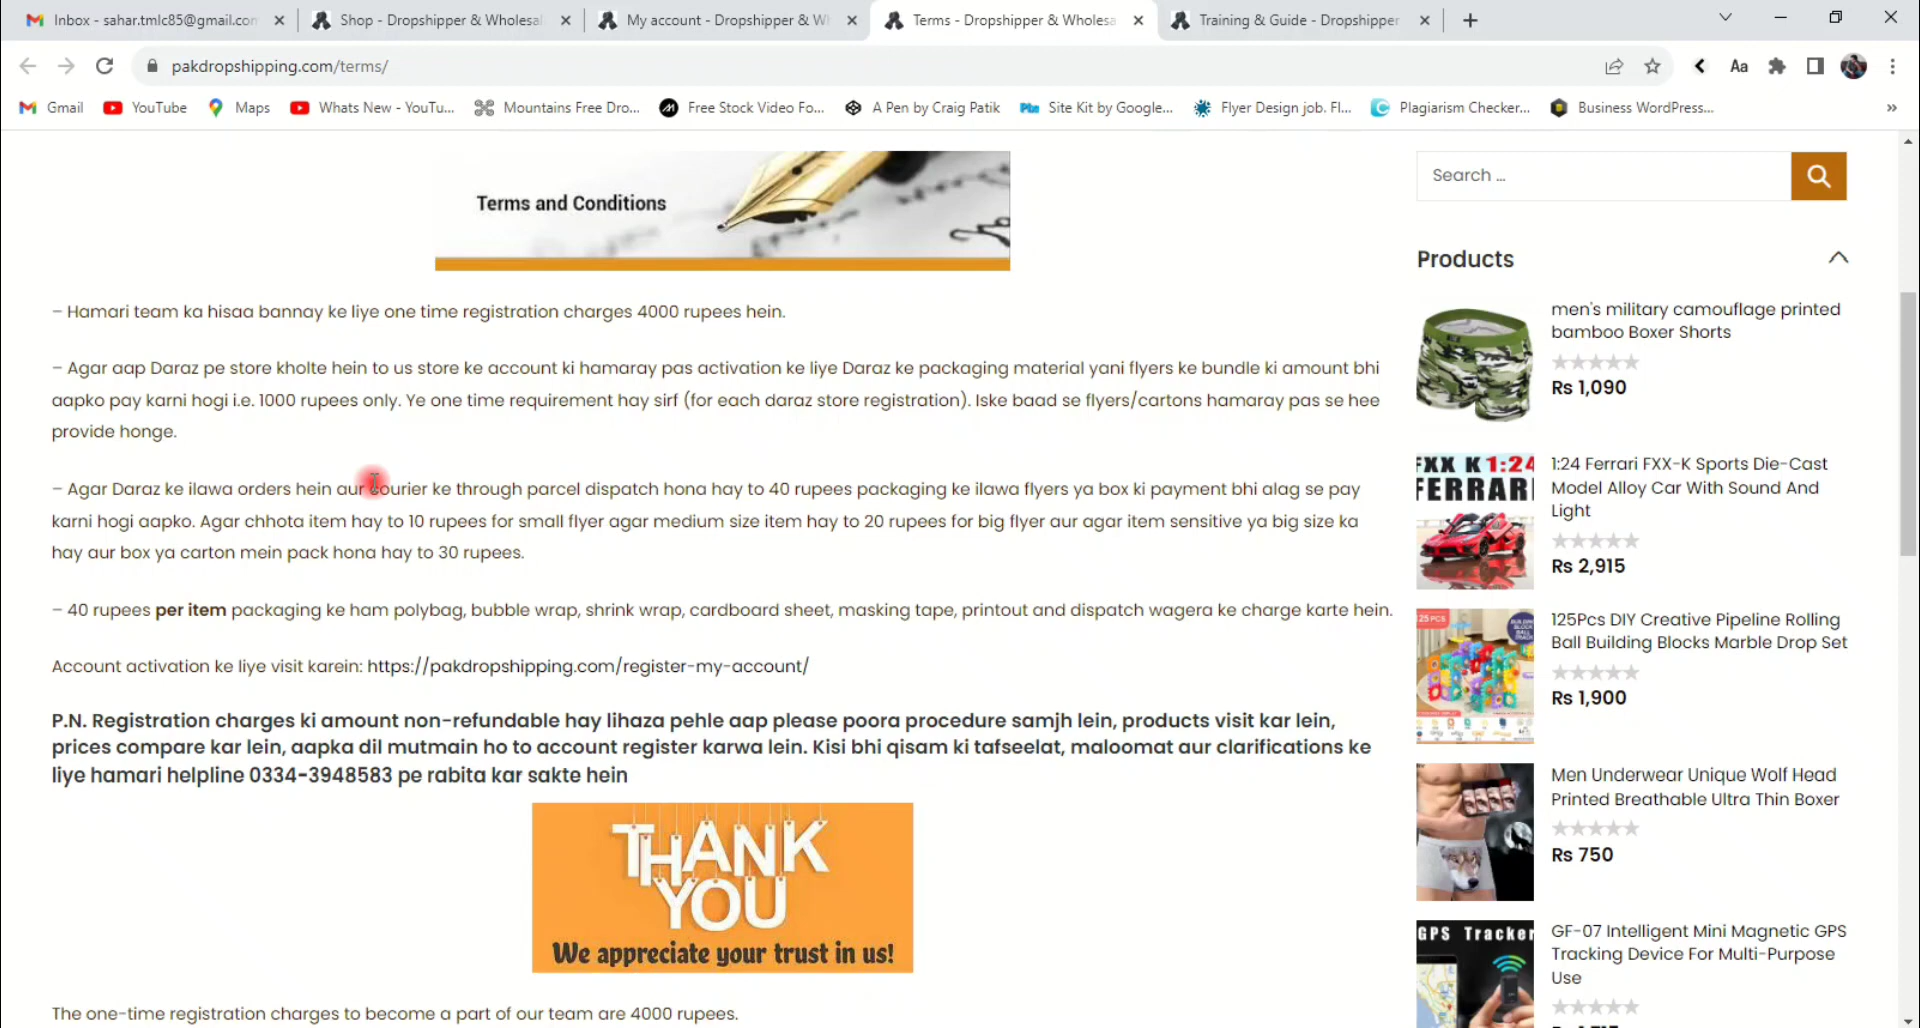 Inbox - sahar.tmlc85@gmail.con
Shop - Dropshipper & Wholesal
My account - Dropshipper & W
Terms - Dropshipper & Wholesa
Training & Guide - Dropshipper
pakdropshipping.com/terms/
Aa
Gmail
YouTube
Maps
Whats New - YouTu...
Mountains Free Dro...
Free Stock Video Fo...
A Pen by Craig Patik
Site Kit by Google...
Flyer Design job. Fl...
Plagiarism Checker...
Business WordPress...
»
Terms and Conditions
– Hamari team ka hisaa bannay ke liye one time registration charges 4000 rupees hein.
– Agar aap Daraz pe store kholte hein to us store ke account ki hamaray pas activation ke liye Daraz ke packaging material yani flyers ke bundle ki amount bhi
aapko pay karni hogi i.e. 1000 rupees only. Ye one time requirement hay sirf (for each daraz store registration). Iske baad se flyers/cartons hamaray pas se hee
provide honge.
– Agar Daraz ke ilawa orders hein aur courier ke through parcel dispatch hona hay to 40 rupees packaging ke ilawa flyers ya box ki payment bhi alag se pay
karni hogi aapko. Agar chhota item hay to 10 rupees for small flyer agar medium size item hay to 20 rupees for big flyer aur agar item sensitive ya big size ka
hay aur box ya carton mein pack hona hay to 30 rupees.
– 40 rupees per item packaging ke ham polybag, bubble wrap, shrink wrap, cardboard sheet, masking tape, printout and dispatch wagera ke charge karte hein.
Account activation ke liye visit karein: https://pakdropshipping.com/register-my-account/
P.N. Registration charges ki amount non-refundable hay lihaza pehle aap please poora procedure samjh lein, products visit kar lein,
prices compare kar lein, aapka dil mutmain ho to account register karwa lein. Kisi bhi qisam ki tafseelat, maloomat aur clarifications ke
liye hamari helpline 0334-3948583 pe rabita kar sakte hein
THANK
YOU
We appreciate your trust in us!
The one-time registration charges to become a part of our team are 4000 rupees.
Search ...
Products
men's military camouflage printed
bamboo Boxer Shorts
Rs 1,090
FXX K1:24
FERRARI
1:24 Ferrari FXX-K Sports Die-Cast
Model Alloy Car With Sound And
Light
Rs 2,915
125Pcs DIY Creative Pipeline Rolling
Ball Building Blocks Marble Drop Set
Rs 1,900
Men Underwear Unique Wolf Head
Printed Breathable Ultra Thin Boxer
Rs 750
GPS Tracker
GF-07 Intelligent Mini Magnetic GPS
Tracking Device For Multi-Purpose
Use